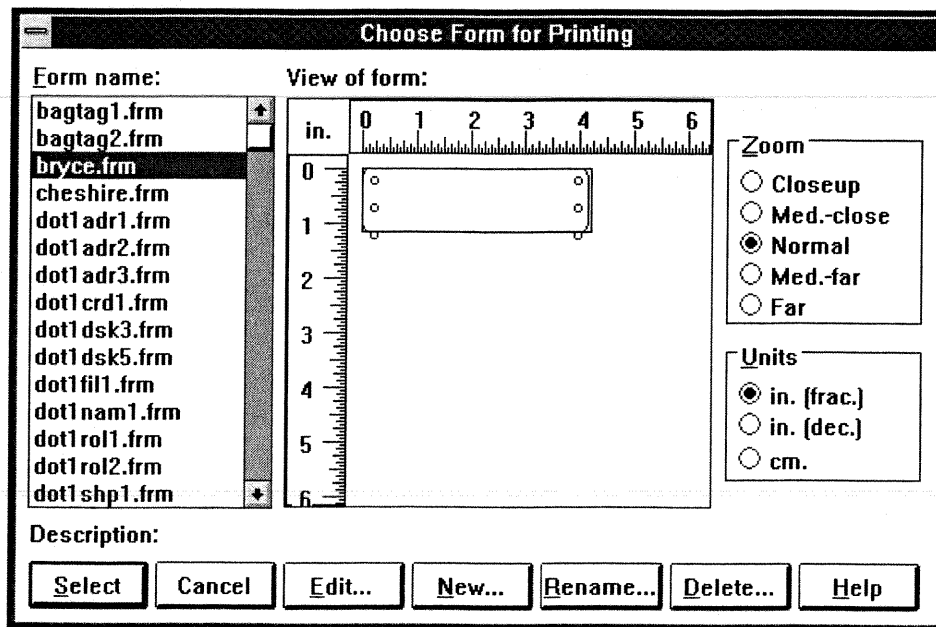 Choose Form for Printing
Form name:
bagtag1.frm
bagtag2.frm
bryce.frm
cheshire.frm
dot1adr1.frm
dot1adr2.frm
dot1adr3.frm
dot1crd1.frm
dot1dsk3.frm
dot1dsk5.frm
dot1fil1.frm
dot1nam1.frm
dot1rol1.frm
dot1rol2.frm
dot1shp1.frm
View of form:
in.
0 1 2 3 4 5 6
0
1
2
3
4
5
6
Zoom
Closeup
Med.-close
Normal
Med.-far
Far
Units
in. (frac.)
in. (dec.)
cm.
Description:
Select Cancel Edit... New... Rename... Delete... Help